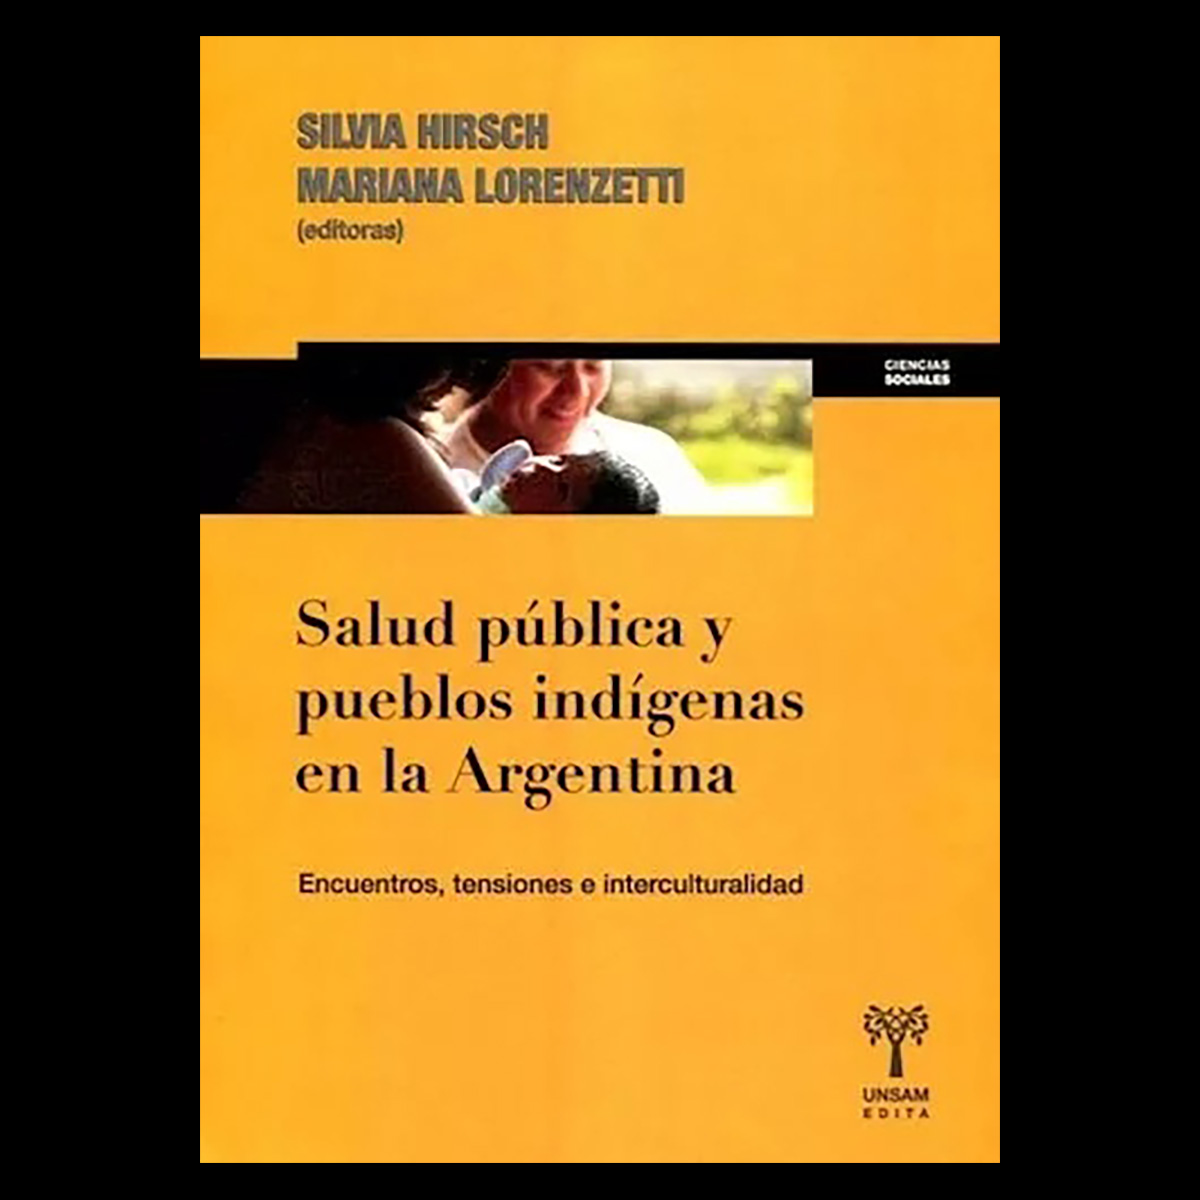 SILVIA HIRSCH
MARIANA LORENZETTI
(editoras)
CIENCIAS
SOCIALES
Salud pública y
pueblos indígenas
en la Argentina
Encuentros, tensiones e interculturalidad
UNSAM
EDITA